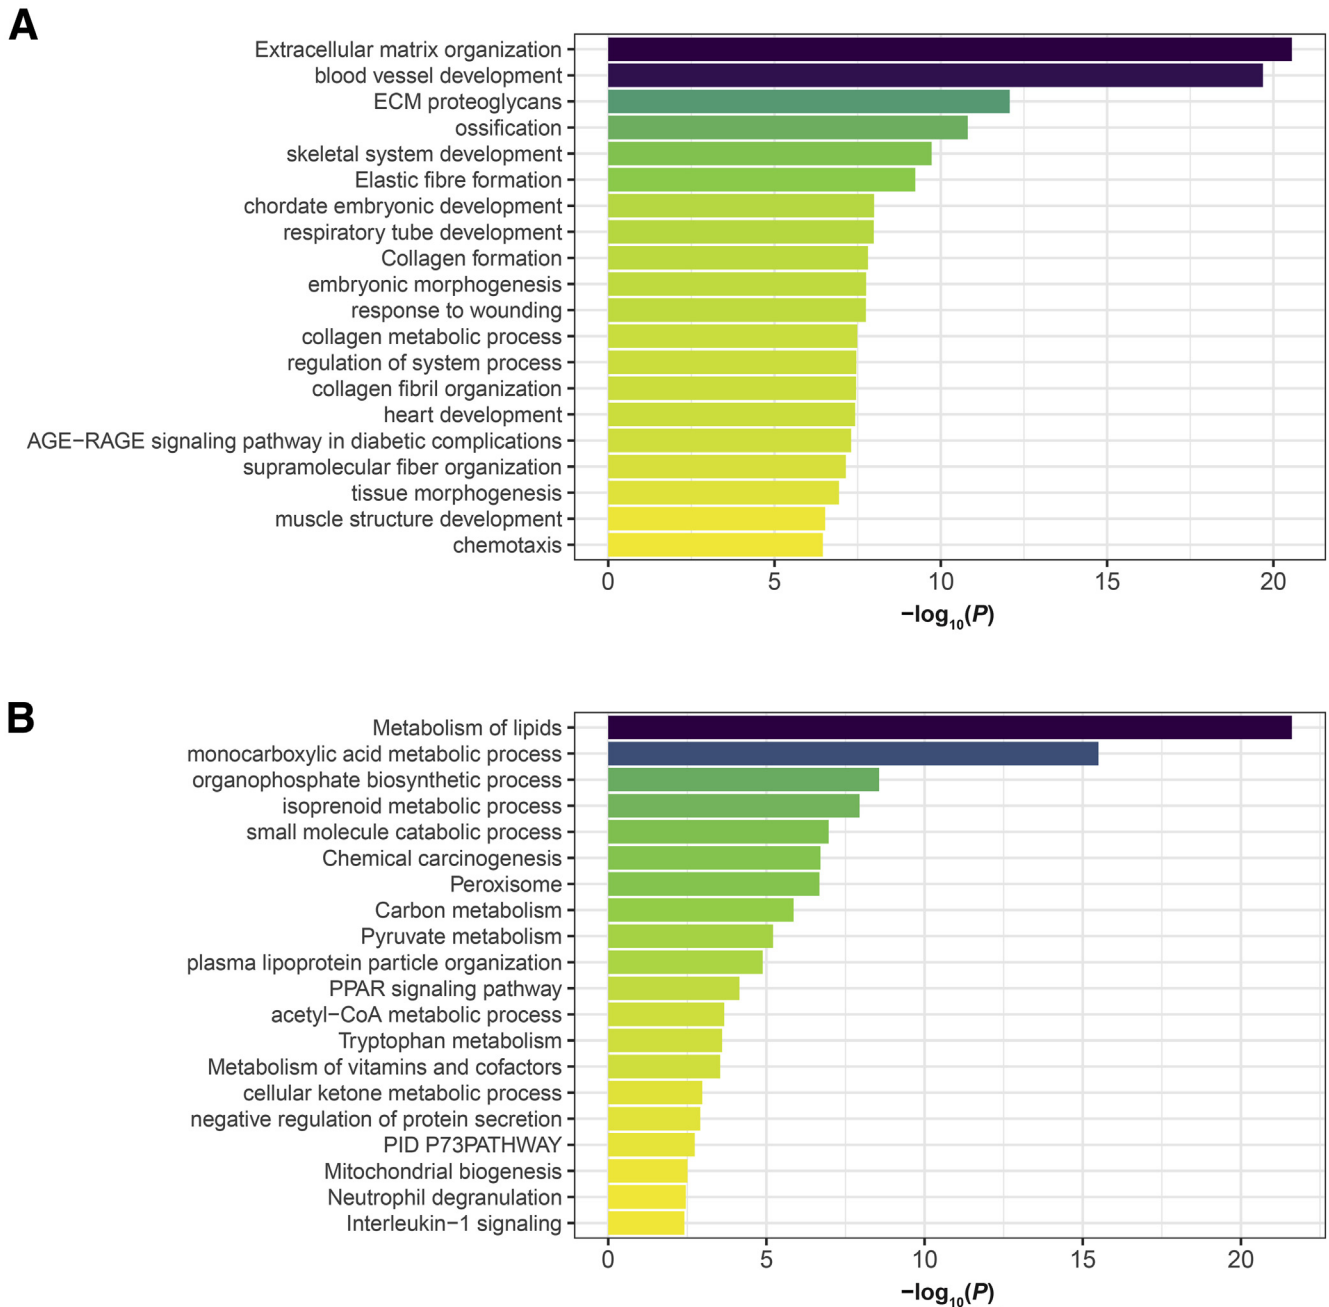 A
Extracellular matrix organization
blood vessel development
ECM proteoglycans
ossification
skeletal system development
Elastic fibre formation
chordate embryonic development
respiratory tube development
Collagen formation
embryonic morphogenesis
response to wounding
collagen metabolic process
regulation of system process
collagen fibril organization
heart development
AGE−RAGE signaling pathway in diabetic complications
supramolecular fiber organization
tissue morphogenesis
muscle structure development
chemotaxis
0 5 10 15 20
−log10(P)
B
Metabolism of lipids
monocarboxylic acid metabolic process
organophosphate biosynthetic process
isoprenoid metabolic process
small molecule catabolic process
Chemical carcinogenesis
Peroxisome
Carbon metabolism
Pyruvate metabolism
plasma lipoprotein particle organization
PPAR signaling pathway
acetyl−CoA metabolic process
Tryptophan metabolism
Metabolism of vitamins and cofactors
cellular ketone metabolic process
negative regulation of protein secretion
PID P73PATHWAY
Mitochondrial biogenesis
Neutrophil degranulation
Interleukin−1 signaling
0 5 10 15 20
−log10(P)